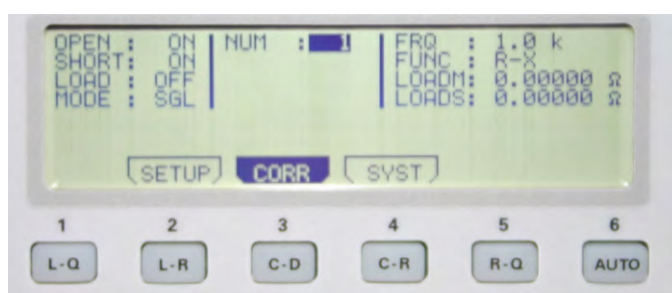 OPEN : ON NUM : 1 FRQ : 1.0 k
SHORT: ON FUNC : R-X
LOAD : OFF LOADM: 0.00000 Ω
MODE : SGL LOADS: 0.00000 Ω
SETUP CORR SYST
1 2 3 4 5 6
L-Q L-R C-D C-R R-Q AUTO